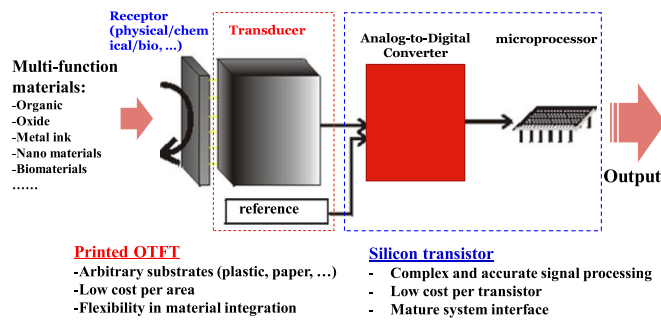 Receptor
(physical/chem
ical/bio, ...)
Transducer
Analog-to-Digital
Converter
microprocessor
Multi-function
materials:
-Organic
-Oxide
-Metal ink
-Nano materials
-Biomaterials
......
reference
Output
Printed OTFT
-Arbitrary substrates (plastic, paper, ...)
-Low cost per area
-Flexibility in material integration
Silicon transistor
- Complex and accurate signal processing
- Low cost per transistor
- Mature system interface